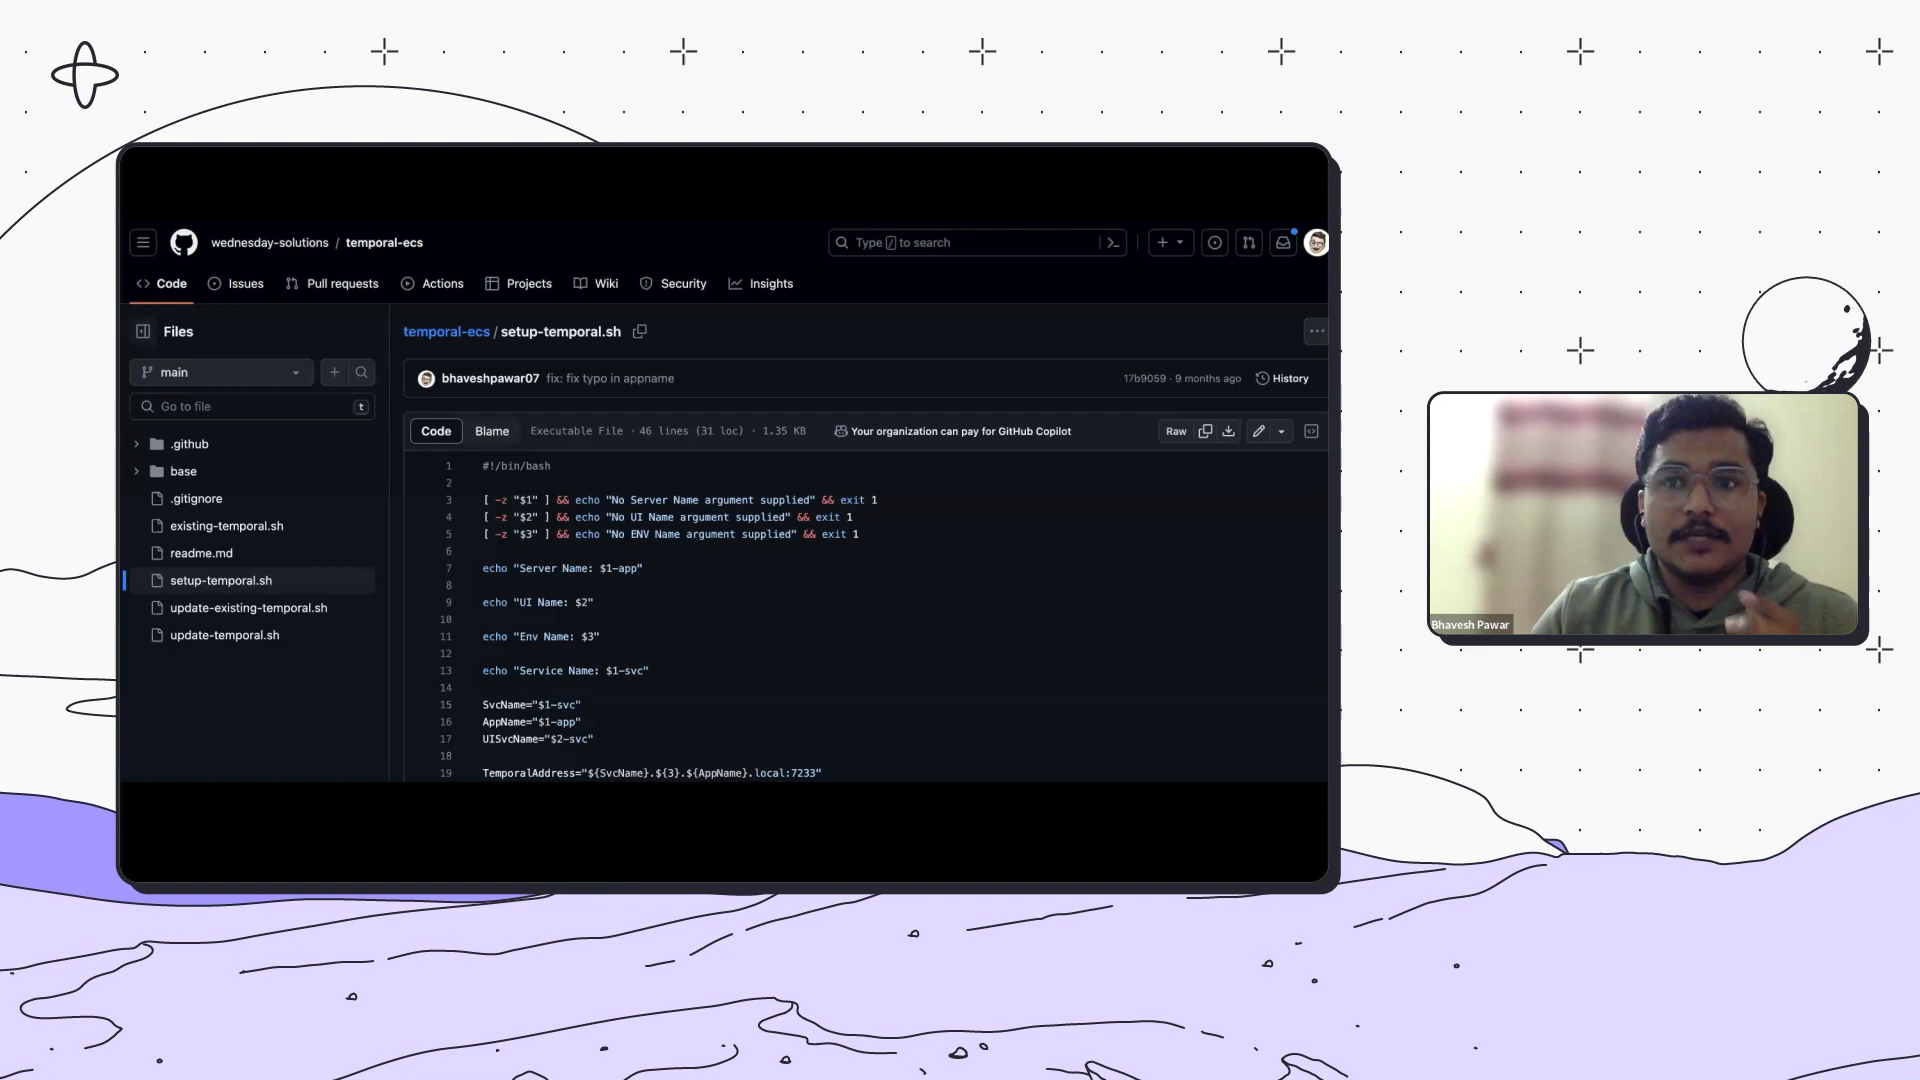 wednesday-solutions / temporal-ecs
Type / to search
Code
Issues
Pull requests
Actions
Projects
Wiki
Security
Insights
Files
main
Go to file
t
.github
base
.gitignore
existing-temporal.sh
readme.md
setup-temporal.sh
update-existing-temporal.sh
update-temporal.sh
temporal-ecs / setup-temporal.sh
bhaveshpawar07 fix: fix typo in appname
17b9059 · 9 months ago
History
Code Blame Executable File · 46 lines (31 loc) · 1.35 KB
Your organization can pay for GitHub Copilot
Raw
1 #!/bin/bash
2
3 [ -z "$1" ] && echo "No Server Name argument supplied" && exit 1
4 [ -z "$2" ] && echo "No UI Name argument supplied" && exit 1
5 [ -z "$3" ] && echo "No ENV Name argument supplied" && exit 1
6
7 echo "Server Name: $1-app"
8
9 echo "UI Name: $2"
10
11 echo "Env Name: $3"
12
13 echo "Service Name: $1-svc"
14
15 SvcName="$1-svc"
16 AppName="$1-app"
17 UISvcName="$2-svc"
18
19 TemporalAddress="${SvcName}.${3}.${AppName}.local:7233"
Bhavesh Pawar